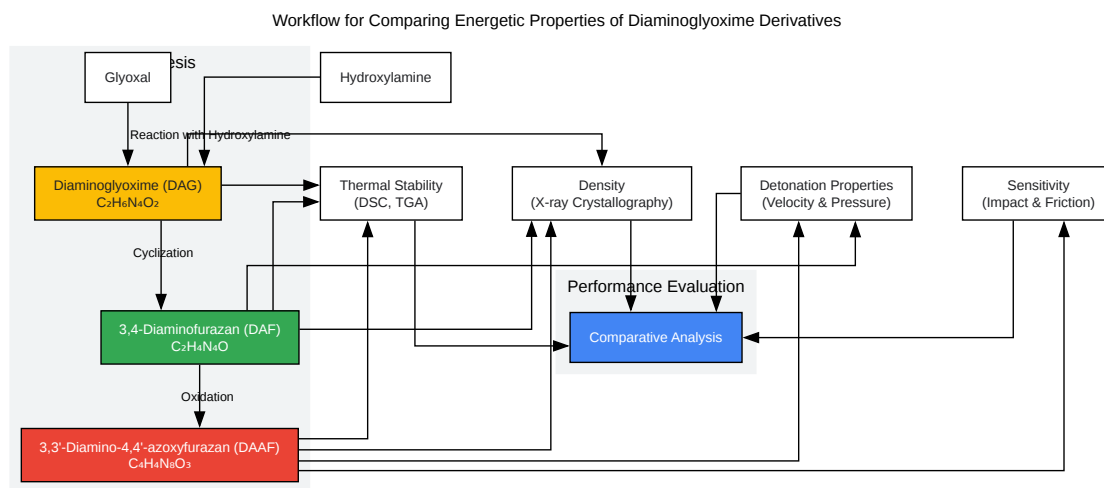 Workflow for Comparing Energetic Properties of Diaminoglyoxime Derivatives
esis
Glyoxal
Hydroxylamine
Reaction with Hydroxylamine
Diaminoglyoxime (DAG)
C₂H₆N₄O₂
Thermal Stability
(DSC, TGA)
Density
(X-ray Crystallography)
Detonation Properties
(Velocity & Pressure)
Sensitivity
(Impact & Friction)
Cyclization
Performance Evaluation
3,4-Diaminofurazan (DAF)
C₂H₄N₄O
Comparative Analysis
Oxidation
3,3'-Diamino-4,4'-azoxyfurazan (DAAF)
C₄H₄N₈O₃